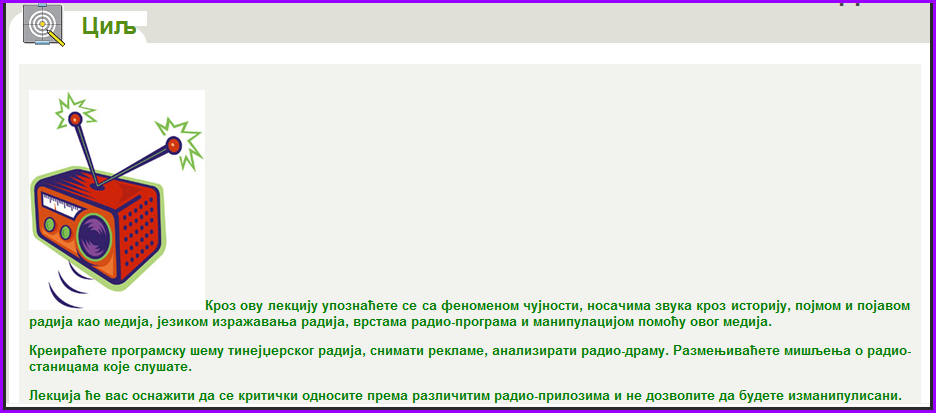 Циљ
Кроз ову лекцију упознаћете се са феноменом чујности, носачима звука кроз историју, појмом и појавом
радија као медија, језиком изражавања радија, врстама радио-програма и манипулацијом помоћу овог медија.
Креираћете програмску шему тинејџерског радија, снимати рекламе, анализирати радио-драму. Размењиваћете мишљења о радио-
станицама које слушате.
Лекција ће вас оснажити да се критички односите према различитим радио-прилозима и не дозволите да будете изманипулисани.